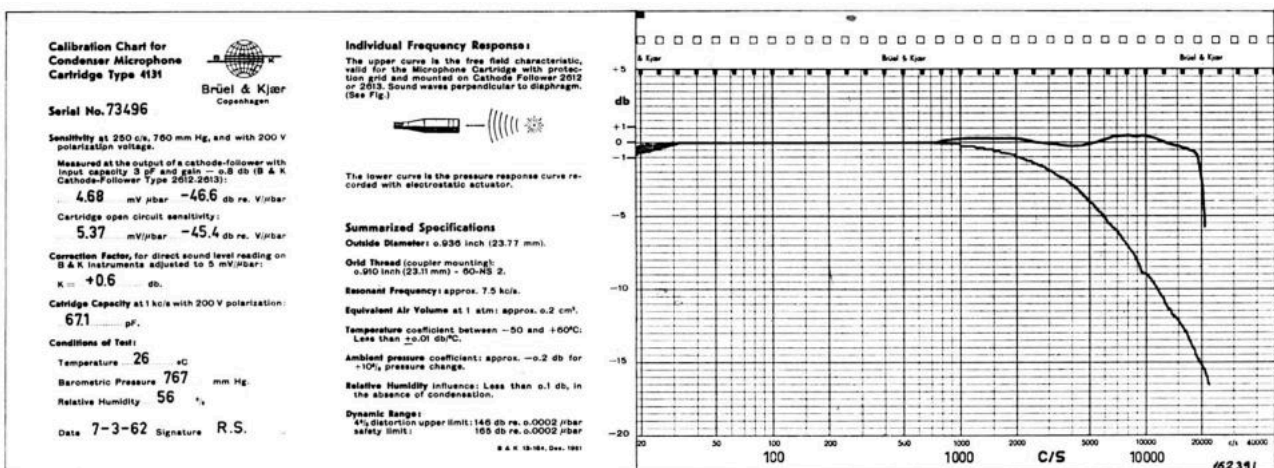 Calibration Chart for
Condenser Microphone
Cartridge Type 4131
B K
Brüel & Kjær
Copenhagen
Serial No. 73496
Sensitivity at 250 c/s, 760 mm Hg, and with 200 V
polarization voltage.
Measured at the output of a cathode-follower with
input capacity 3 pF and gain — 0.8 db (B & K
Cathode-Follower Type 2612-2613):
4.68 mV μbar −46.6 db re. V/μbar
Cartridge open circuit sensitivity:
5.37 mV/μbar −45.4 db re. V/μbar
Correction Factor, for direct sound level reading on
B & K instruments adjusted to 5 mV/μbar:
K = +0.6 db.
Catridge Capacity at 1 kc/s with 200 V polarization:
67.1 pF.
Conditions of Test:
Temperature 26 °C
Barometric Pressure 767 mm Hg.
Relative Humidity 56 %
Date 7-3-62 Signature R.S.
Individual Frequency Response:
The upper curve is the free field characteristic,
valid for the Microphone Cartridge with protec-
tion grid and mounted on Cathode Follower 2612
or 2613. Sound waves perpendicular to diaphragm.
(See Fig.)
The lower curve is the pressure response curve re-
corded with electrostatic actuator.
Summarized Specifications
Outside Diameter: 0.936 inch (23.77 mm).
Grid Thread (coupler mounting):
0.910 inch (23.11 mm) - 60-NS 2.
Resonant Frequency: approx. 7.5 kc/s.
Equivalent Air Volume at 1 atm: approx. 0.2 cm³.
Temperature coefficient between −50 and +60°C:
Less than ±0.01 db/°C.
Ambient pressure coefficient: approx. −0.2 db for
+10% pressure change.
Relative Humidity influence: Less than 0.1 db, in
the absence of condensation.
Dynamic Range:
4% distortion upper limit: 146 db re. 0.0002 μbar
safety limit: 165 db re. 0.0002 μbar
B & K 13-164, Dec. 1961
& Kjær Brüel & Kjær Brüel & Kjær
+5
db
+1
0
−1
−5
−10
−15
−20
20 50 100 200 500 1000 2000 5000 10000 20000 c/s 40000
100 1000 C/S 10000